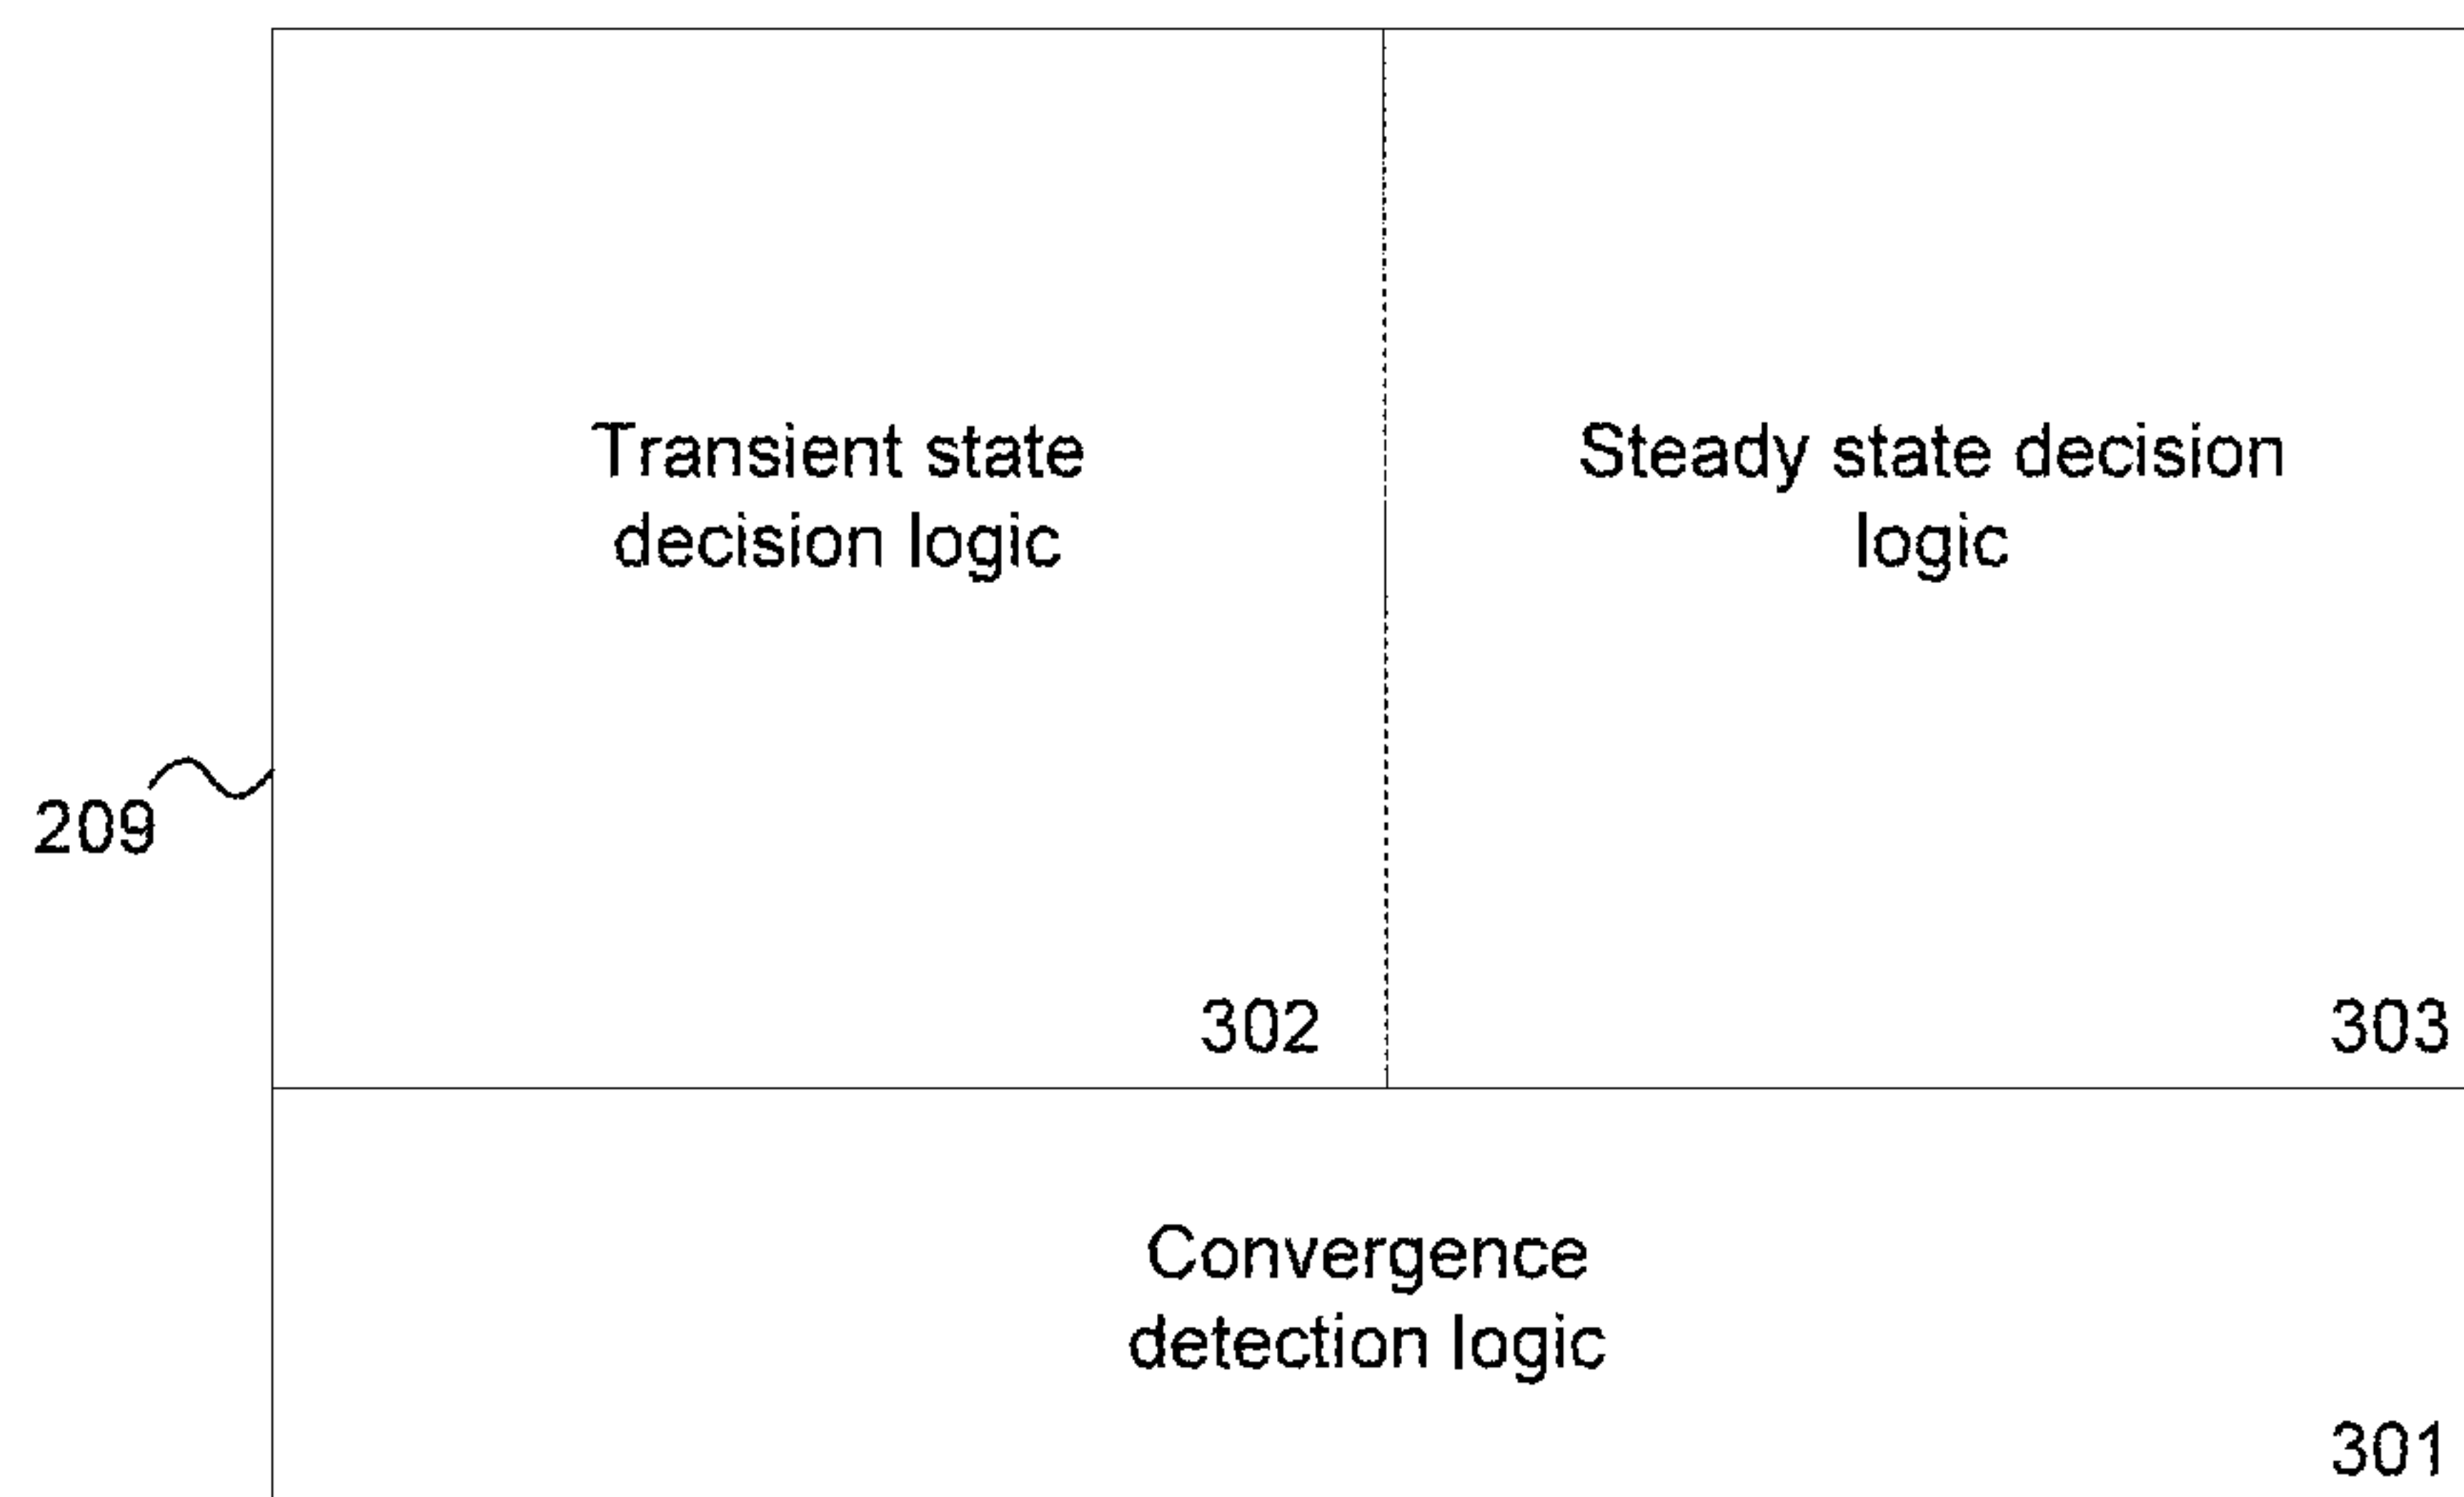 Transient state
decision logic
Steady state decision
logic
209
302
303
Convergence
detection logic
301